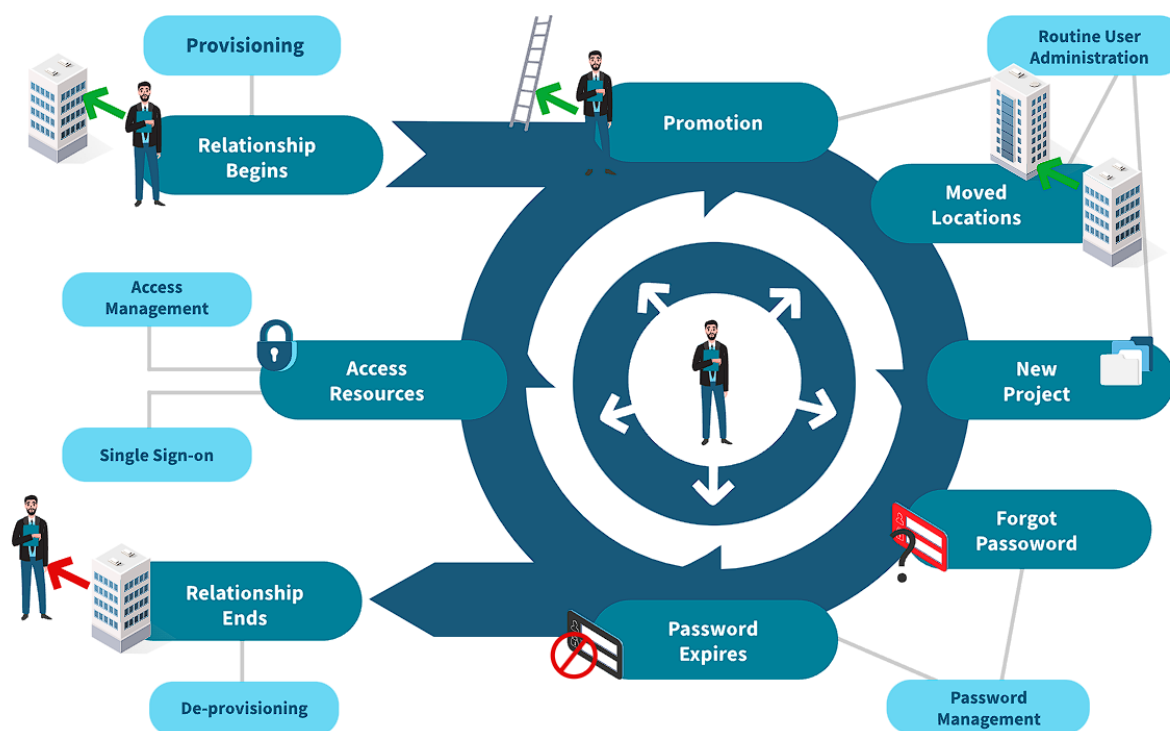 Provisioning
Relationship
Begins
Promotion
Routine User
Administration
Moved
Locations
Access
Management
Access
Resources
Single Sign-on
New
Project
Forgot
Passoword
Relationship
Ends
De-provisioning
Password
Expires
Password
Management